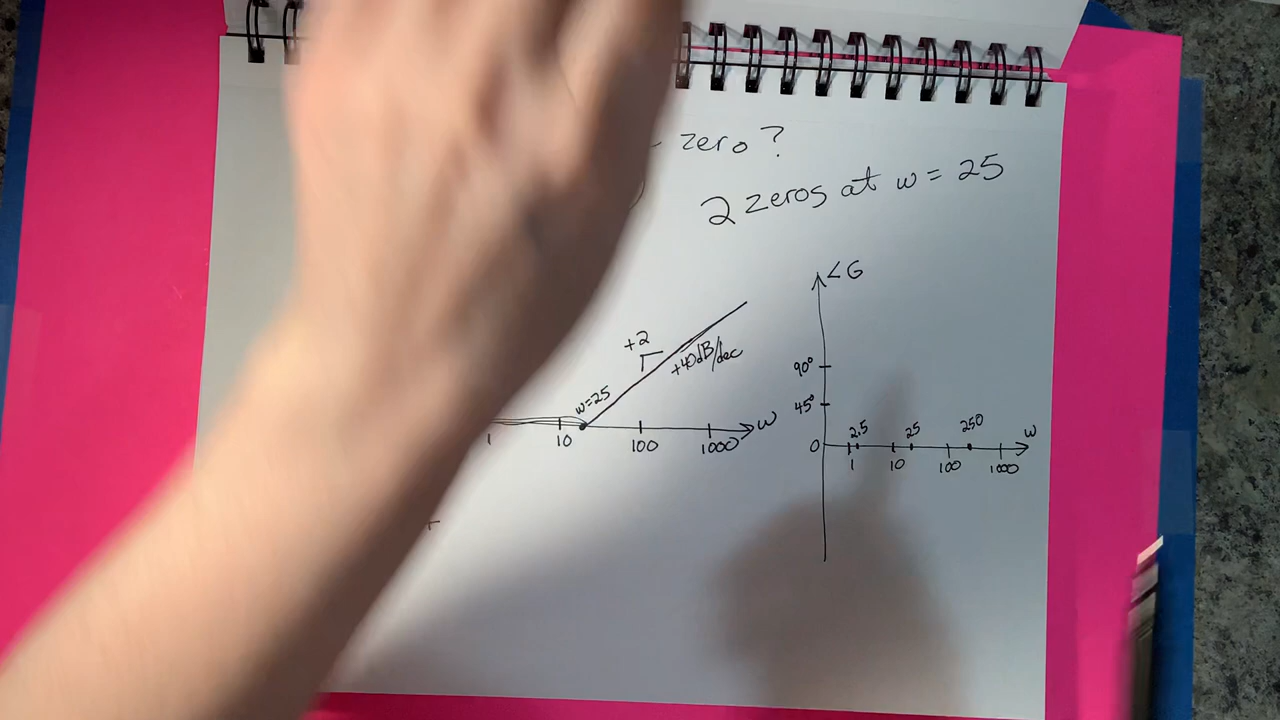 zero?
2 zeros at w = 25
∠G
+2
+40dB/dec
90°
w=25
45°
w
2.5 25 250
w
0
1 10 100 1000
1 10 100 1000